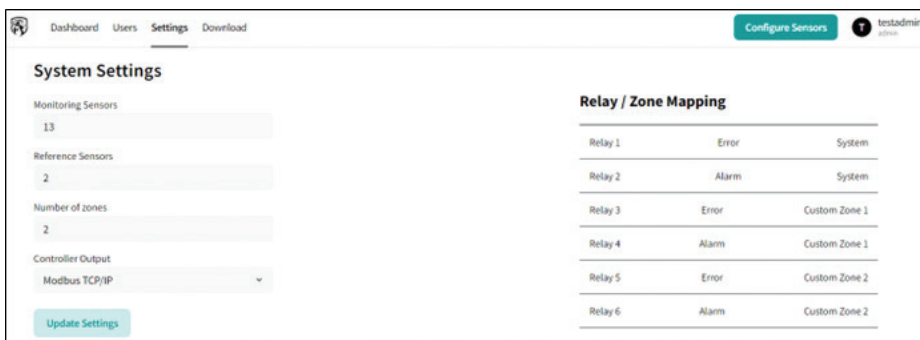 Dashboard Users Settings Download
Configure Sensors
T
testadmin
admin
System Settings
Monitoring Sensors
13
Reference Sensors
2
Number of zones
2
Controller Output
Modbus TCP/IP
Update Settings
Relay / Zone Mapping
Relay 1 Error System
Relay 2 Alarm System
Relay 3 Error Custom Zone 1
Relay 4 Alarm Custom Zone 1
Relay 5 Error Custom Zone 2
Relay 6 Alarm Custom Zone 2